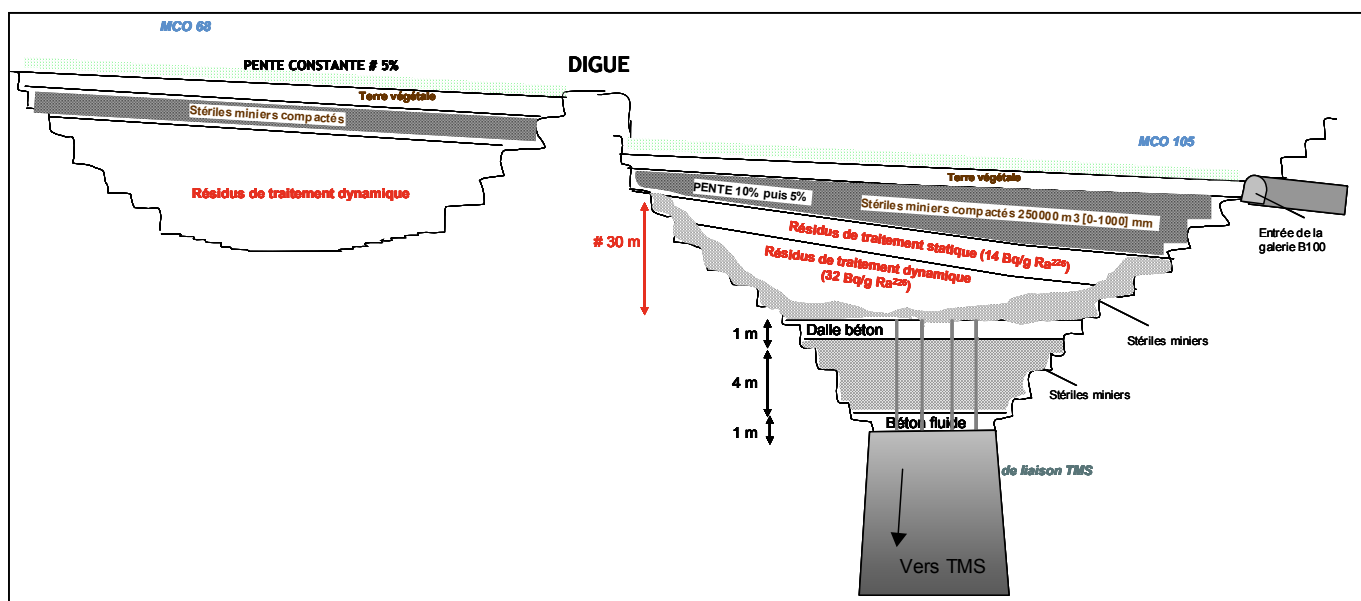 MCO 68
PENTE CONSTANTE # 5%
DIGUE
Terre végétale
Stériles miniers compactés
Résidus de traitement dynamique
MCO 105
Terre végétale
PENTE 10% puis 5%
Stériles miniers compactés 250000 m3 [0-1000] mm
Entrée de la
galerie B100
# 30 m
Résidus de traitement statique (14 Bq/g Ra²²⁶)
Résidus de traitement dynamique
(32 Bq/g Ra²²⁶)
1 m
Dalle béton
Stériles miniers
4 m
Stériles miniers
1 m
Béton fluide
de liaison TMS
Vers TMS